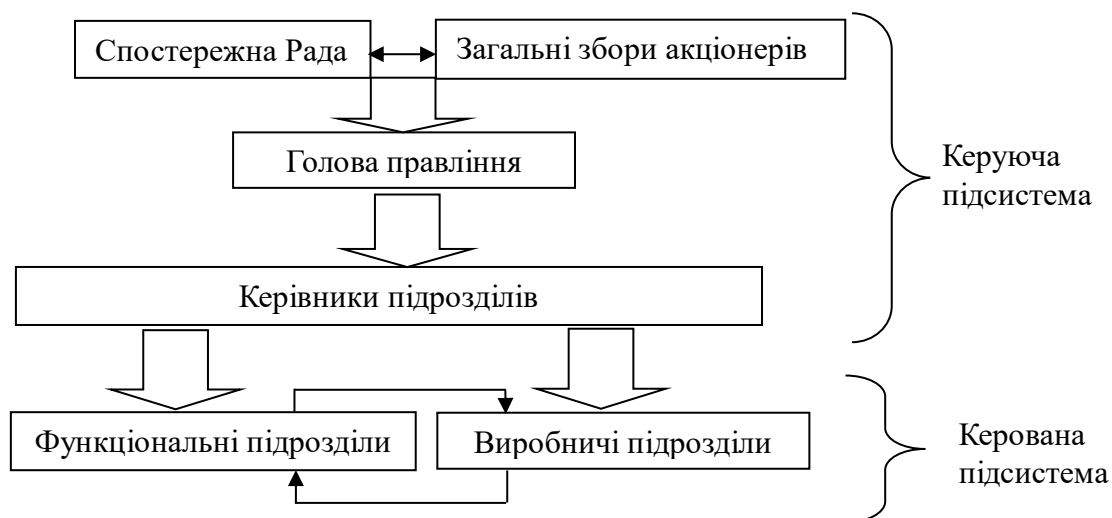 Спостережна Рада
Загальні збори акціонерів
Голова правління
Керуюча
підсистема
Керівники підрозділів
Функціональні підрозділи
Виробничі підрозділи
Керована
підсистема